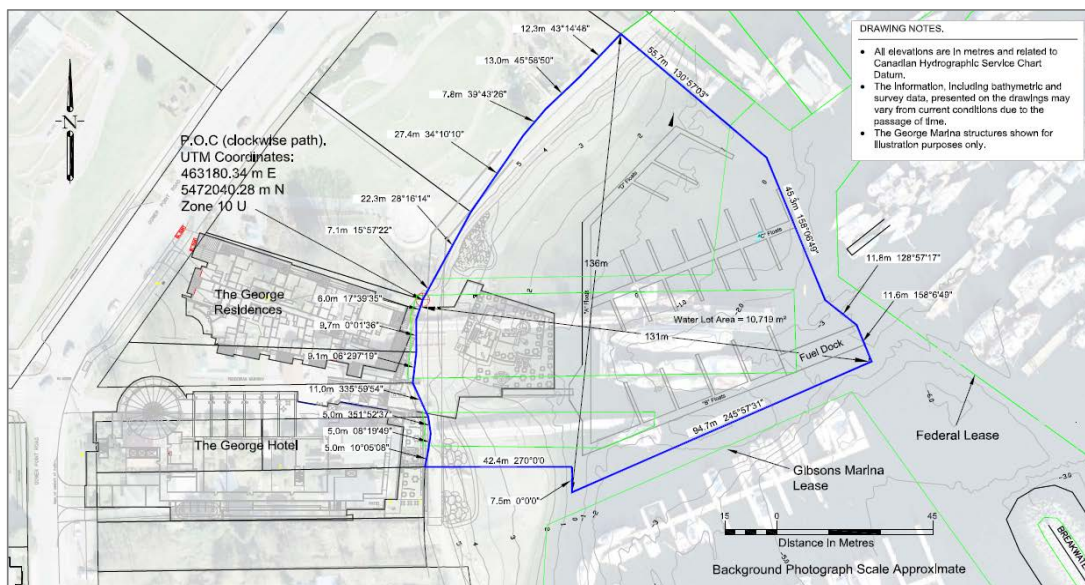 DRAWING NOTES.
• All elevations are in metres and related to
Canadian Hydrographic Service Chart
Datum.
• The information, including bathymetric and
survey data, presented on the drawings may
vary from current conditions due to the
passage of time.
• The George Marina structures shown for
illustration purposes only.
12.3m 43°14'48"
13.0m 45°58'50"
7.8m 39°43'26"
27.4m 34°10'10"
22.3m 28°16'14"
7.1m 15°57'22"
55.7m 130°57'03"
45.3m 158°06'49"
11.8m 128°57'17"
11.6m 158°6'49"
N
P.O.C (clockwise path).
UTM Coordinates:
463180.34 m E
5472040.28 m N
Zone 10 U
The George
Residences
6.0m 17°39'35"
9.7m 0°01'36"
9.1m 06°297'19"
11.0m 335°59'54"
5.0m 351°52'37"
5.0m 08°19'49"
5.0m 10°05'08"
The George Hotel
136m
131m
"D" Floats
"C" Floats
"A" Floats
"B" Floats
Water Lot Area = 10,719 m²
Fuel Dock
94.7m 245°57'31"
42.4m 270°0'0
7.5m 0°0'0"
Federal Lease
Gibsons Marina
Lease
15 0 45
Distance in Metres
Background Photograph Scale Approximate
BREAKWAT